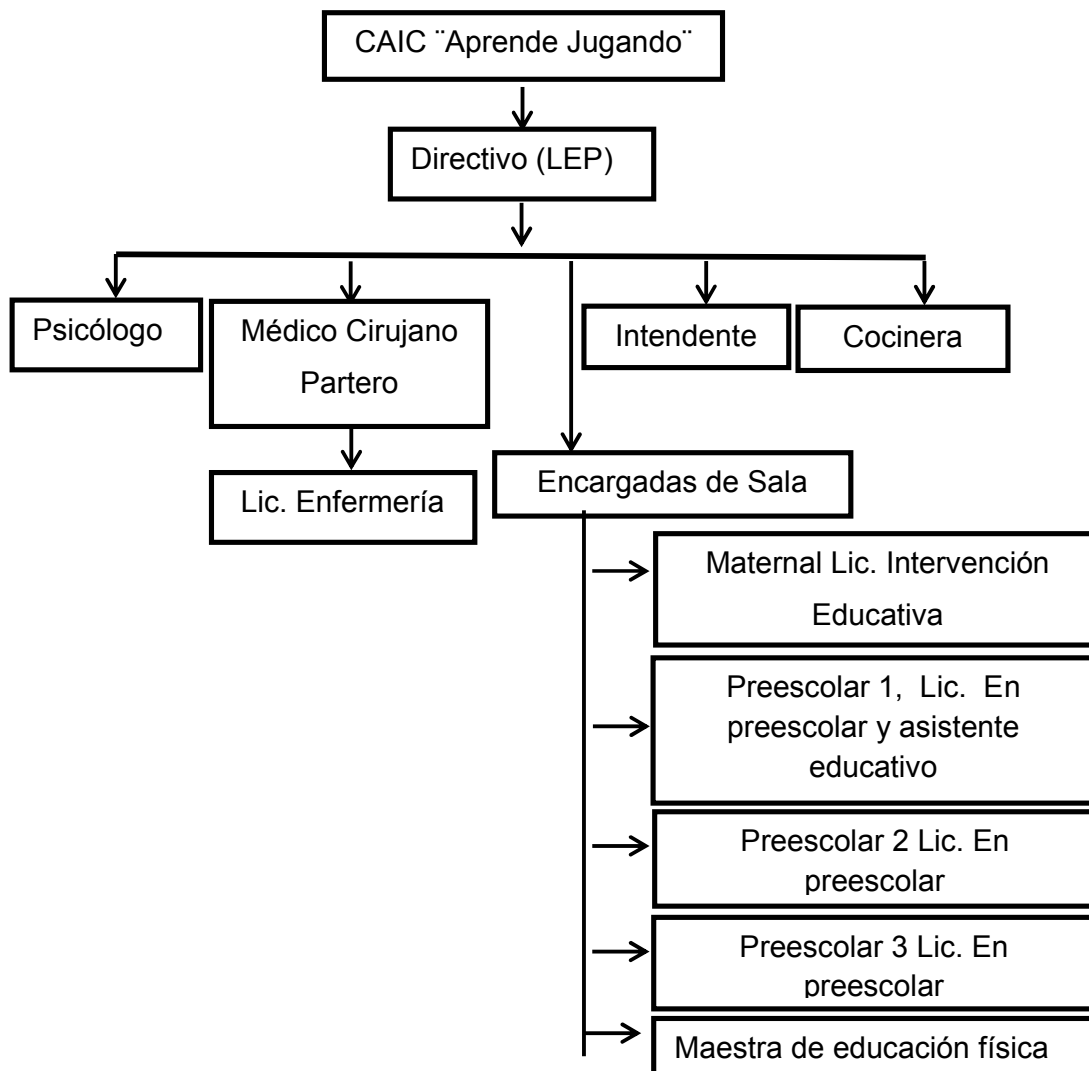 CAIC ¨Aprende Jugando¨
Directivo (LEP)
Psicólogo
Médico Cirujano
Partero
Intendente
Cocinera
Lic. Enfermería
Encargadas de Sala
Maternal Lic. Intervención
Educativa
Preescolar 1, Lic. En
preescolar y asistente
educativo
Preescolar 2 Lic. En
preescolar
Preescolar 3 Lic. En
preescolar
Maestra de educación física